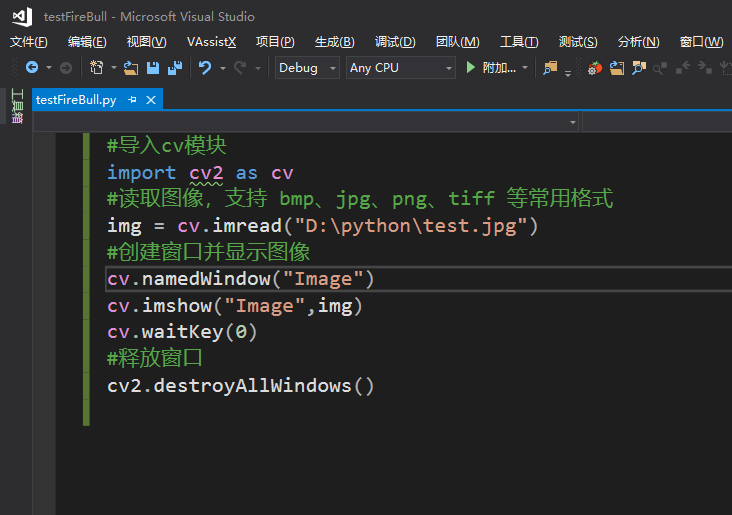 testFireBull - Microsoft Visual Studio
文件(F) 编辑(E) 视图(V) VAssistX 项目(P) 生成(B) 调试(D) 团队(M) 工具(T) 测试(S) 分析(N) 窗口(W)
Debug Any CPU 附加...
工具箱
testFireBull.py
#导入cv模块
import cv2 as cv
#读取图像，支持 bmp、jpg、png、tiff 等常用格式
img = cv.imread("D:\python\test.jpg")
#创建窗口并显示图像
cv.namedWindow("Image")
cv.imshow("Image",img)
cv.waitKey(0)
#释放窗口
cv2.destroyAllWindows()